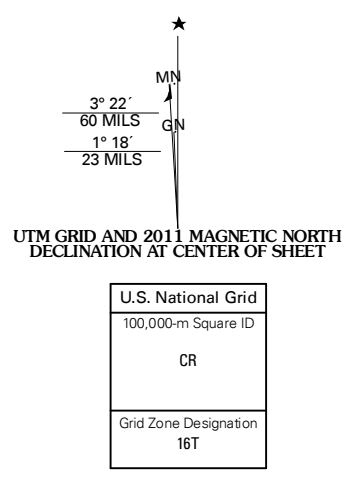 ★
MN
3° 22´
60 MILS
GN
1° 18´
23 MILS
UTM GRID AND 2011 MAGNETIC NORTH
DECLINATION AT CENTER OF SHEET
U.S. National Grid
100,000-m Square ID
CR
Grid Zone Designation
16T